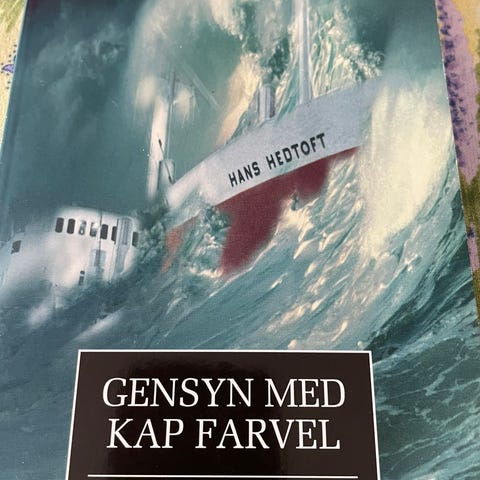 HANS HEDTOFT
GENSYN MED
KAP FARVEL